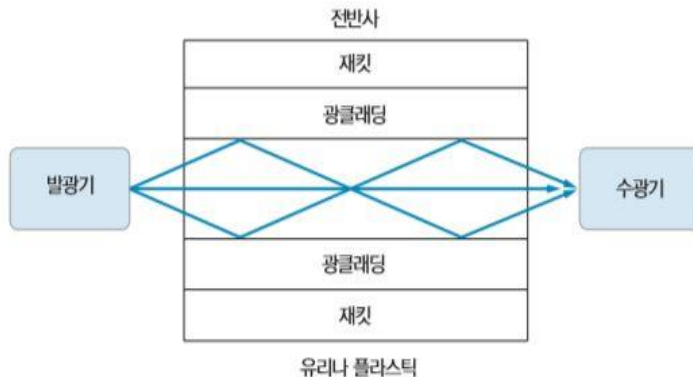 전반사
재킷
광클래딩
발광기
수광기
광클래딩
재킷
유리나 플라스틱